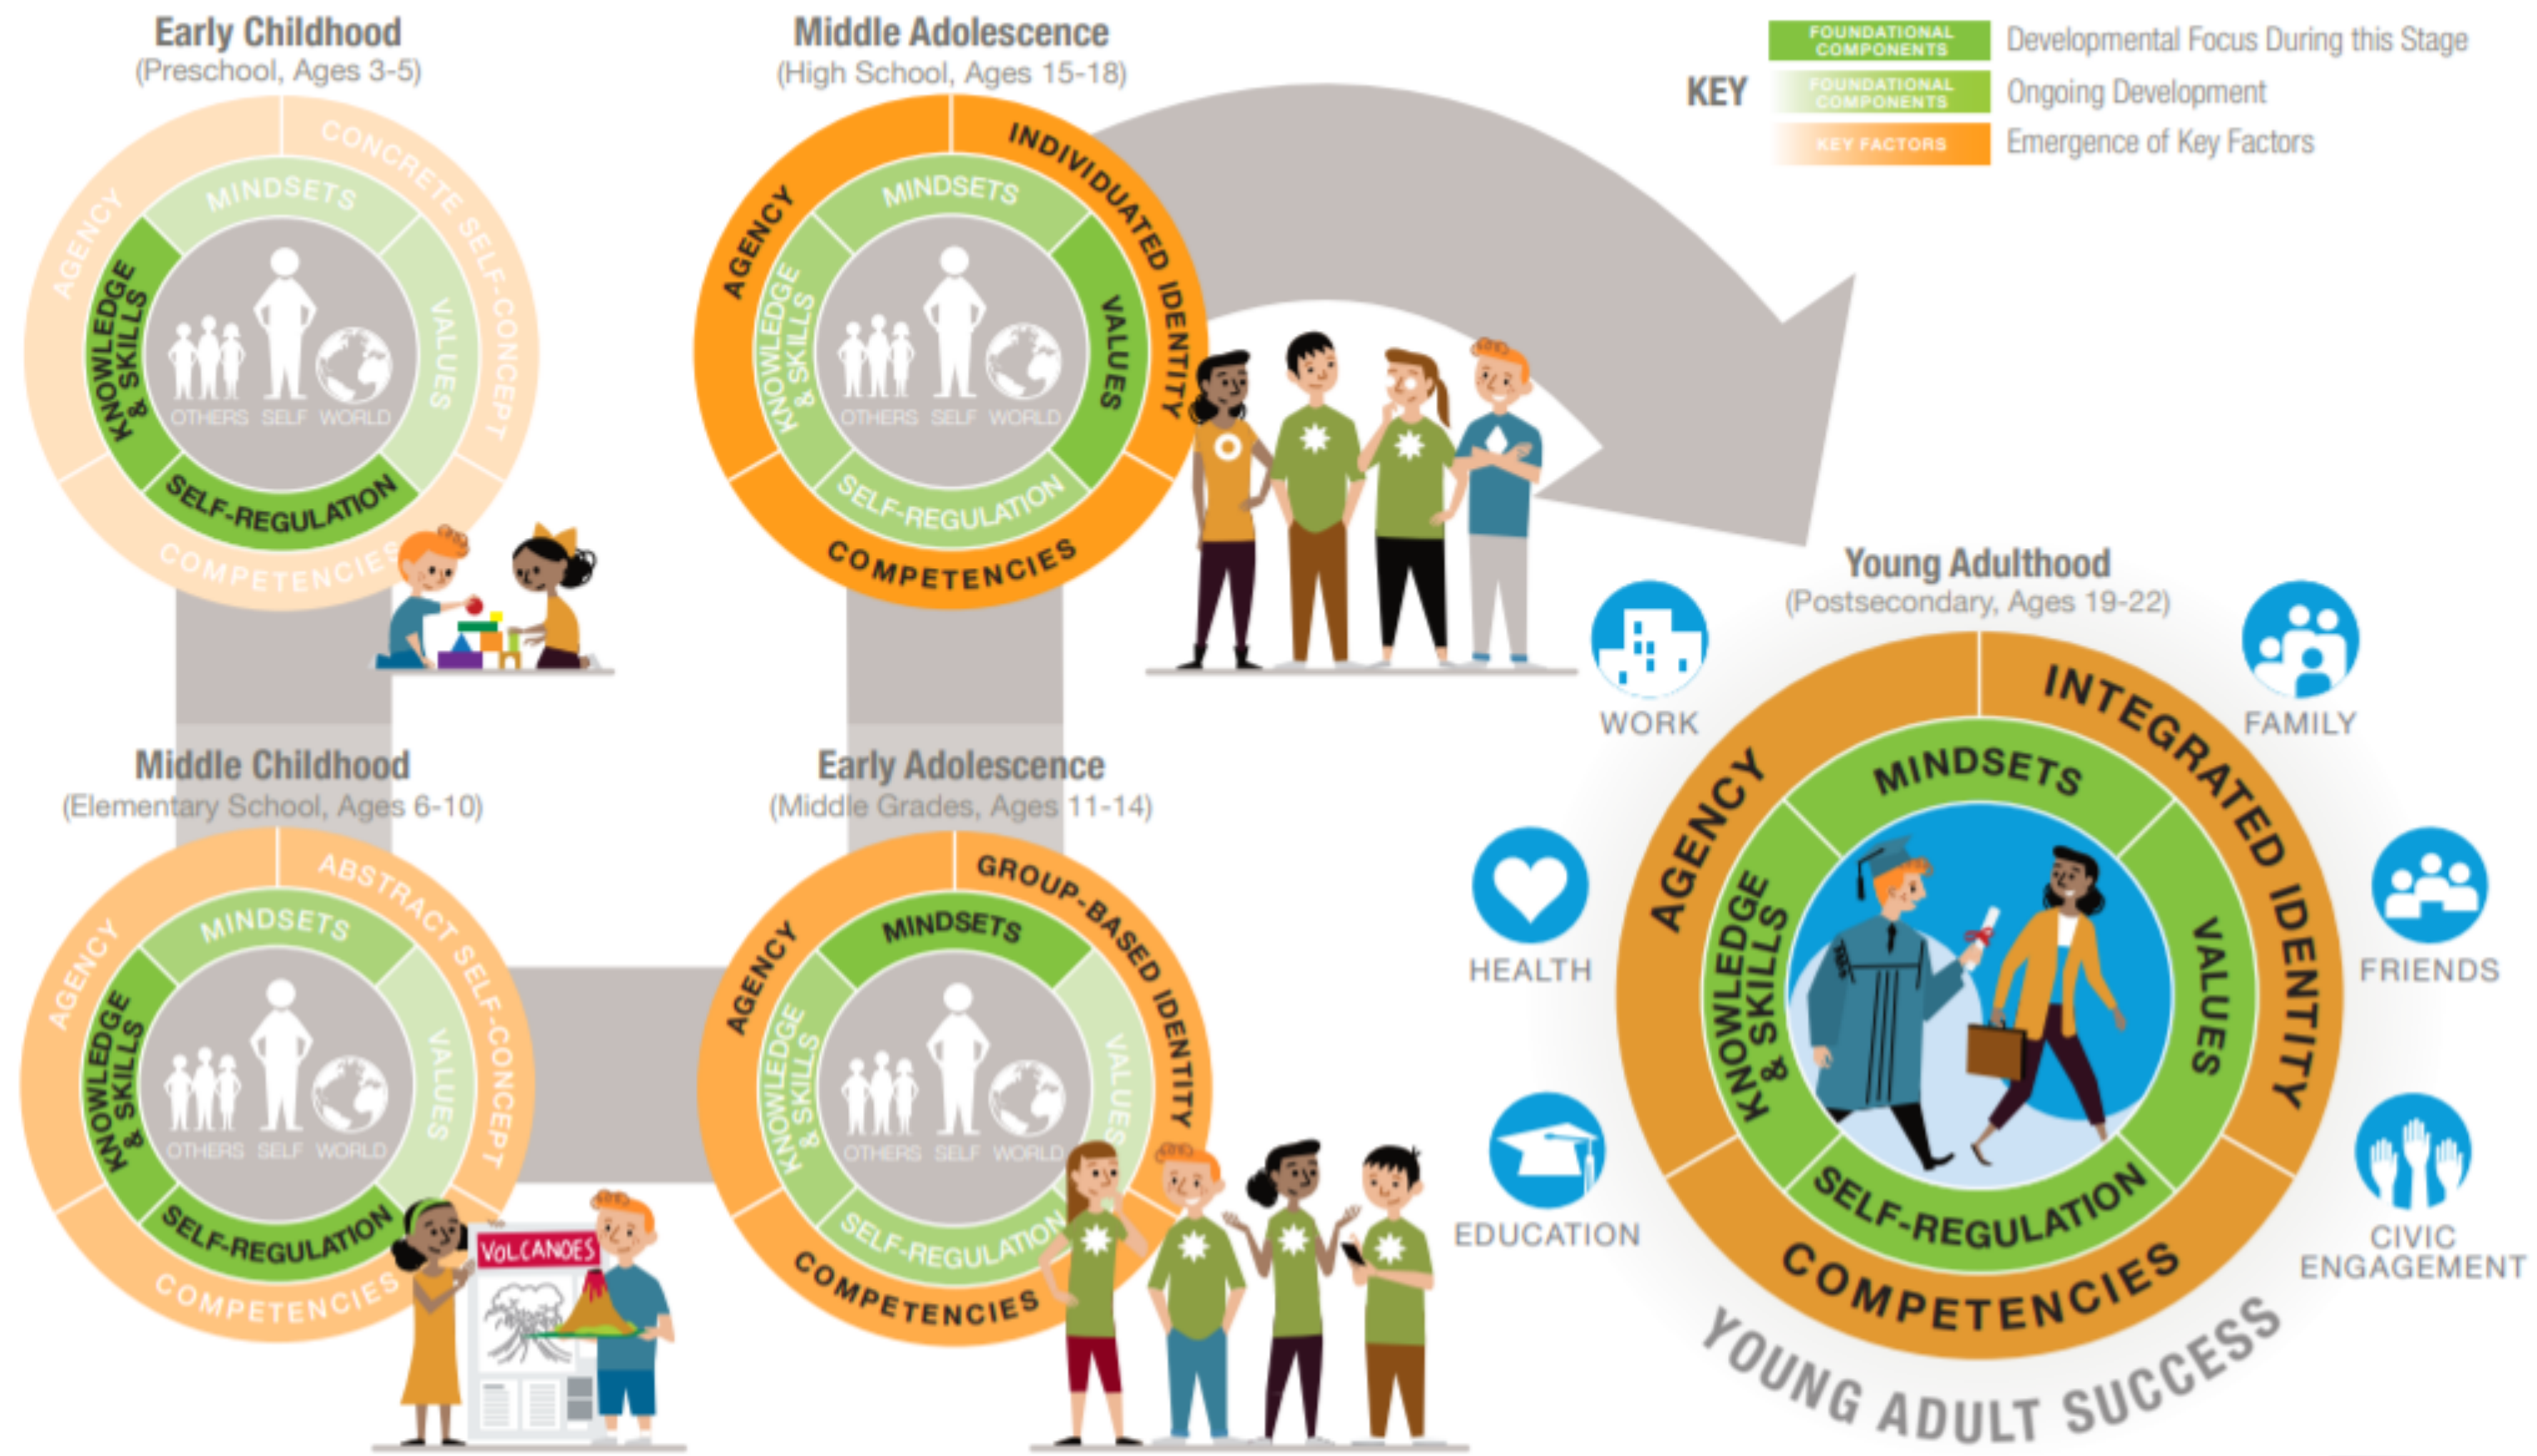 Early Childhood
(Preschool, Ages 3-5)
CONCRETE SELF-CONCEPT
AGENCY
COMPETENCIES
MINDSETS
VALUES
KNOWLEDGE
& SKILLS
SELF-REGULATION
OTHERS SELF WORLD
Middle Childhood
(Elementary School, Ages 6-10)
ABSTRACT SELF-CONCEPT
AGENCY
COMPETENCIES
MINDSETS
VALUES
KNOWLEDGE
& SKILLS
SELF-REGULATION
OTHERS SELF WORLD
VOLCANOES
Early Adolescence
(Middle Grades, Ages 11-14)
GROUP-BASED IDENTITY
AGENCY
COMPETENCIES
MINDSETS
VALUES
KNOWLEDGE
& SKILLS
SELF-REGULATION
OTHERS SELF WORLD
Middle Adolescence
(High School, Ages 15-18)
INDIVIDUATED IDENTITY
AGENCY
COMPETENCIES
MINDSETS
VALUES
KNOWLEDGE
& SKILLS
SELF-REGULATION
OTHERS SELF WORLD
KEY
FOUNDATIONAL
COMPONENTS
Developmental Focus During this Stage
FOUNDATIONAL
COMPONENTS
Ongoing Development
KEY FACTORS
Emergence of Key Factors
Young Adulthood
(Postsecondary, Ages 19-22)
INTEGRATED IDENTITY
AGENCY
COMPETENCIES
MINDSETS
VALUES
KNOWLEDGE
& SKILLS
SELF-REGULATION
WORK
FAMILY
HEALTH
FRIENDS
EDUCATION
CIVIC
ENGAGEMENT
YOUNG ADULT SUCCESS